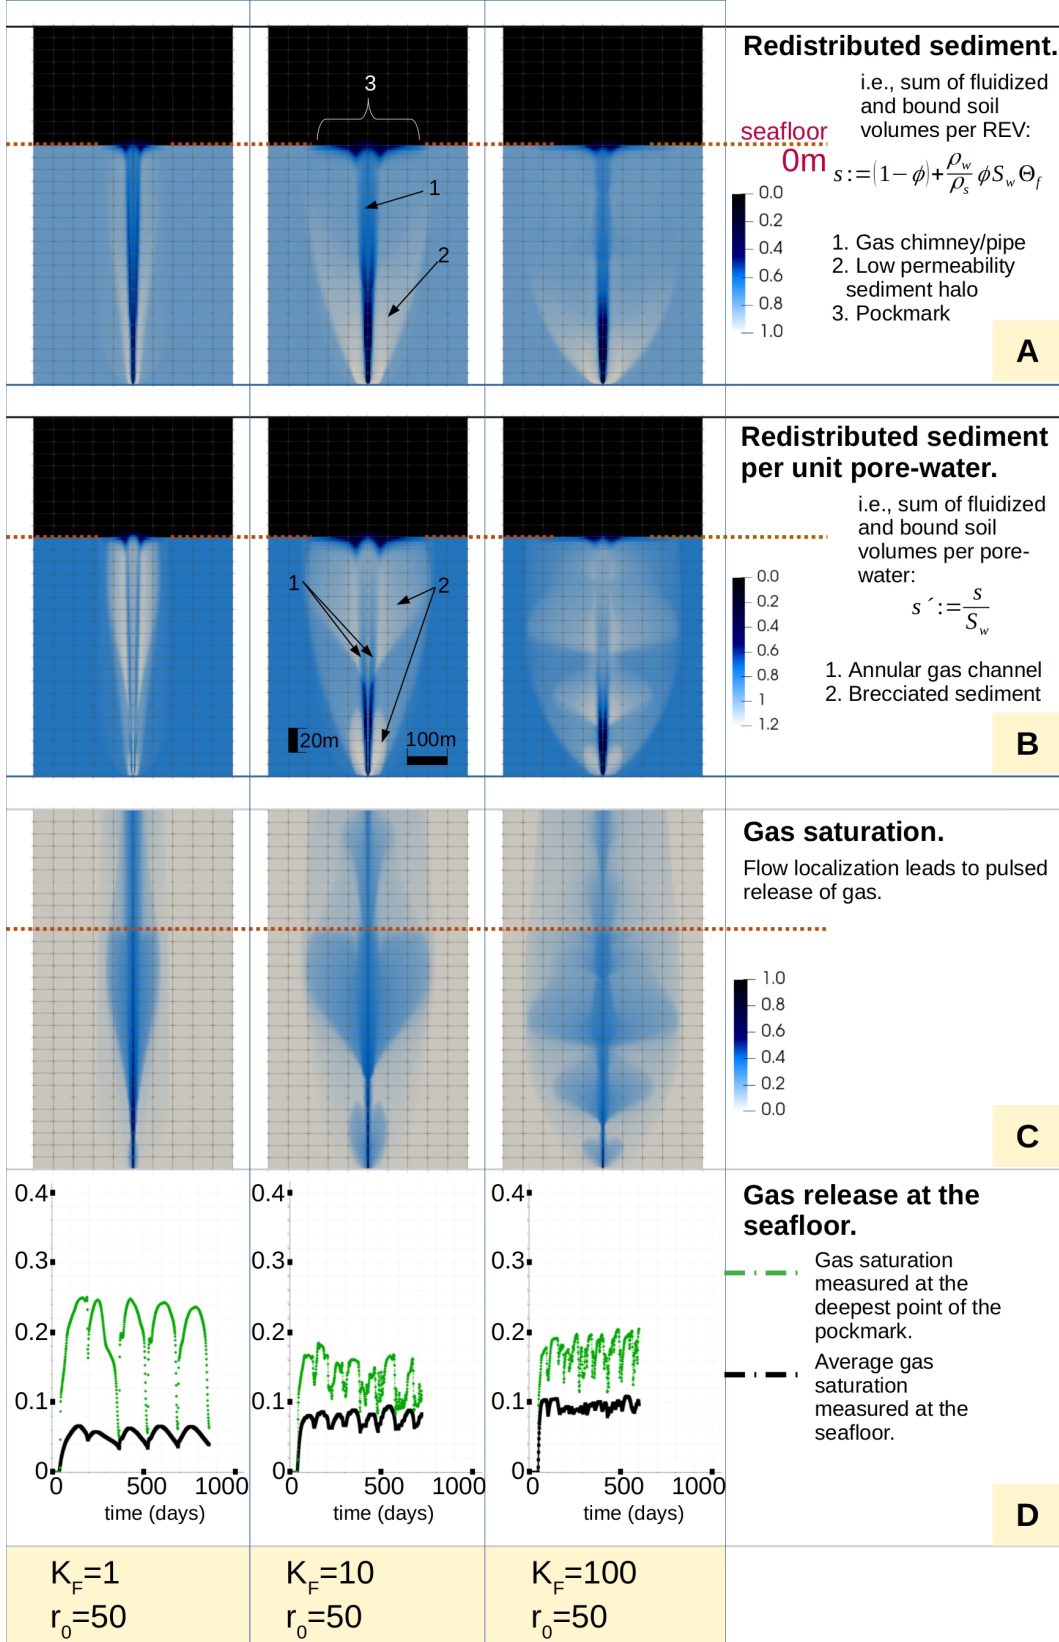 Redistributed sediment.
i.e., sum of fluidized
and bound soil
volumes per REV:
seafloor
0m
s:=(1−ϕ)+ρw/ρs ϕSwΘf
3
1
2
0.0
0.2
0.4
0.6
0.8
1.0
1. Gas chimney/pipe
2. Low permeability
sediment halo
3. Pockmark
A
Redistributed sediment
per unit pore-water.
i.e., sum of fluidized
and bound soil
volumes per pore-
water:
s´:=s/Sw
1
2
20m
100m
0.0
0.2
0.4
0.6
0.8
1
1.2
1. Annular gas channel
2. Brecciated sediment
B
Gas saturation.
Flow localization leads to pulsed
release of gas.
1.0
0.8
0.6
0.4
0.2
0.0
C
Gas release at the
seafloor.
Gas saturation
measured at the
deepest point of the
pockmark.
Average gas
saturation
measured at the
seafloor.
D
0.4
0.3
0.2
0.1
0
0 500 1000
time (days)
0.4
0.3
0.2
0.1
0
0 500 1000
time (days)
0.4
0.3
0.2
0.1
0
0 500 1000
time (days)
KF=1
r0=50
KF=10
r0=50
KF=100
r0=50